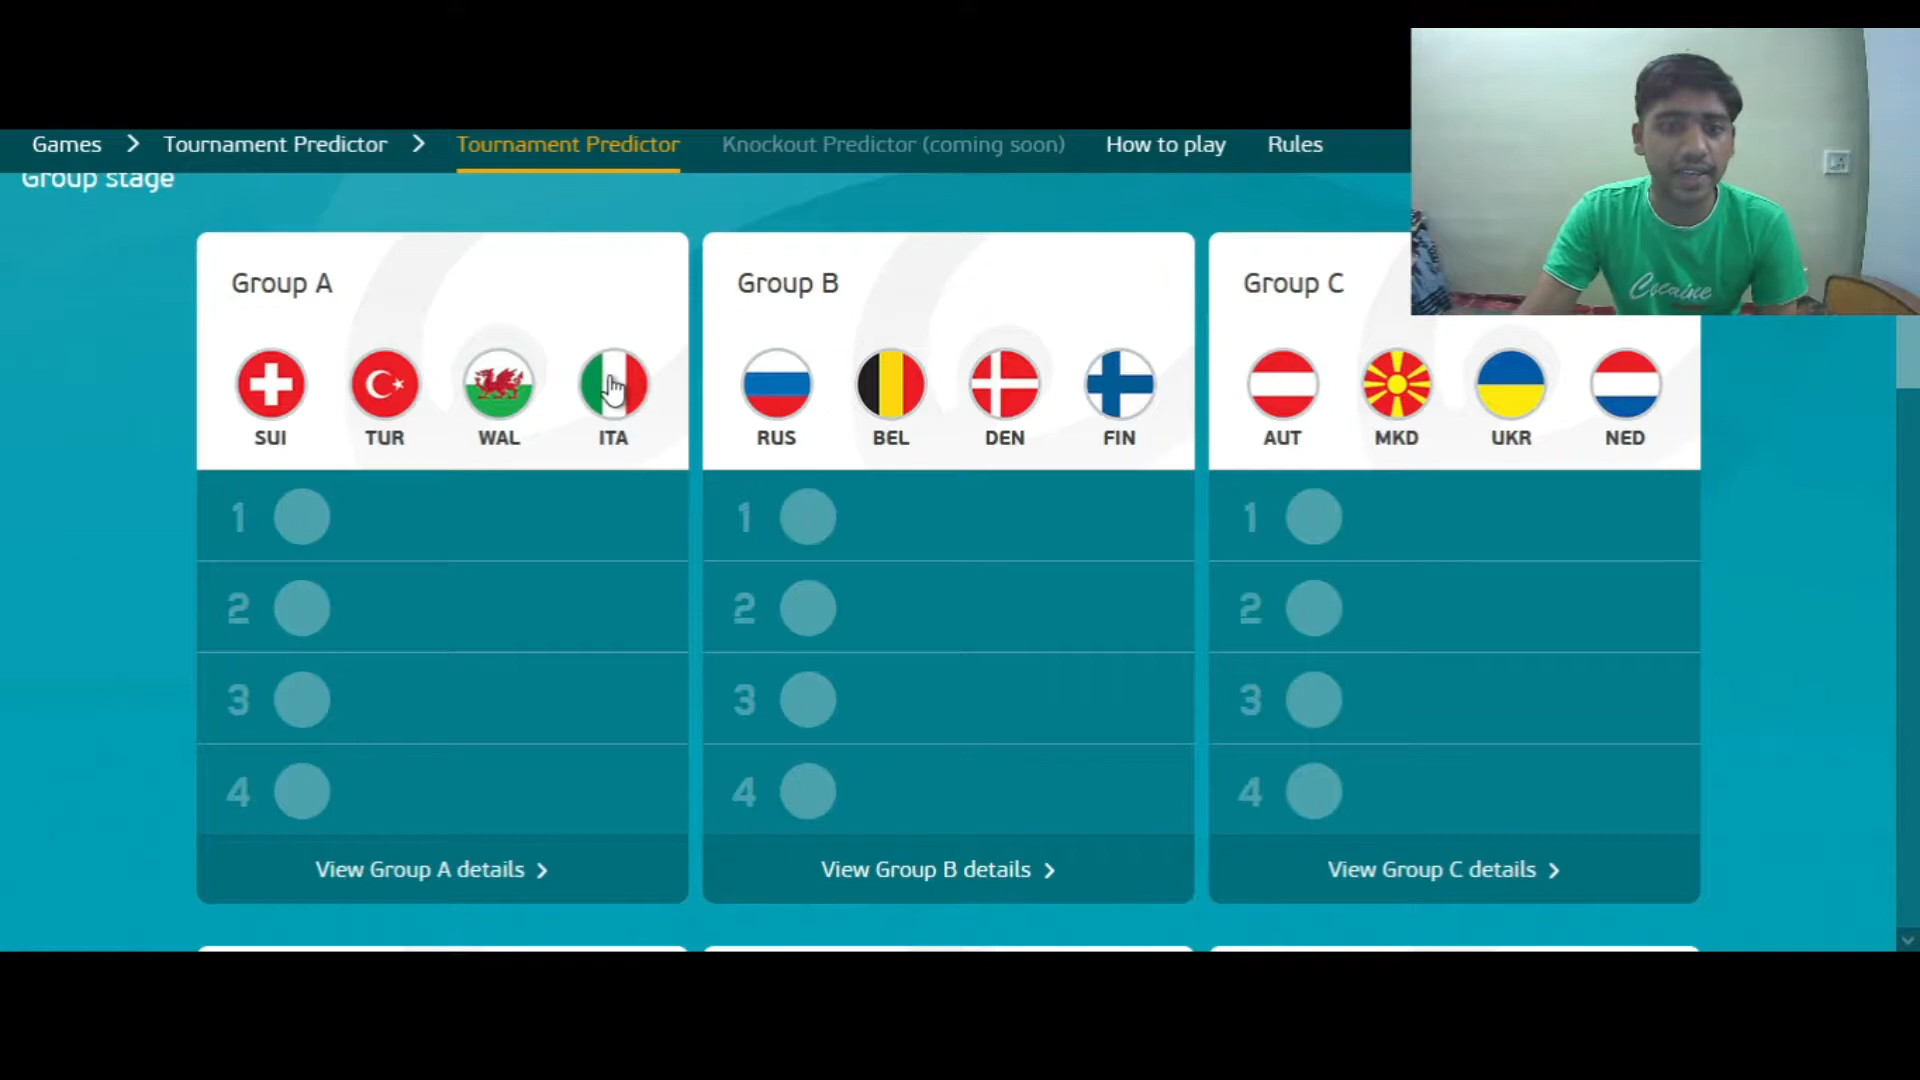 Games > Tournament Predictor > Tournament Predictor Knockout Predictor (coming soon) How to play Rules
Group stage
Group A
SUI TUR WAL ITA
1
2
3
4
View Group A details >
Group B
RUS BEL DEN FIN
1
2
3
4
View Group B details >
Group C
AUT MKD UKR NED
1
2
3
4
View Group C details >
Cocaine